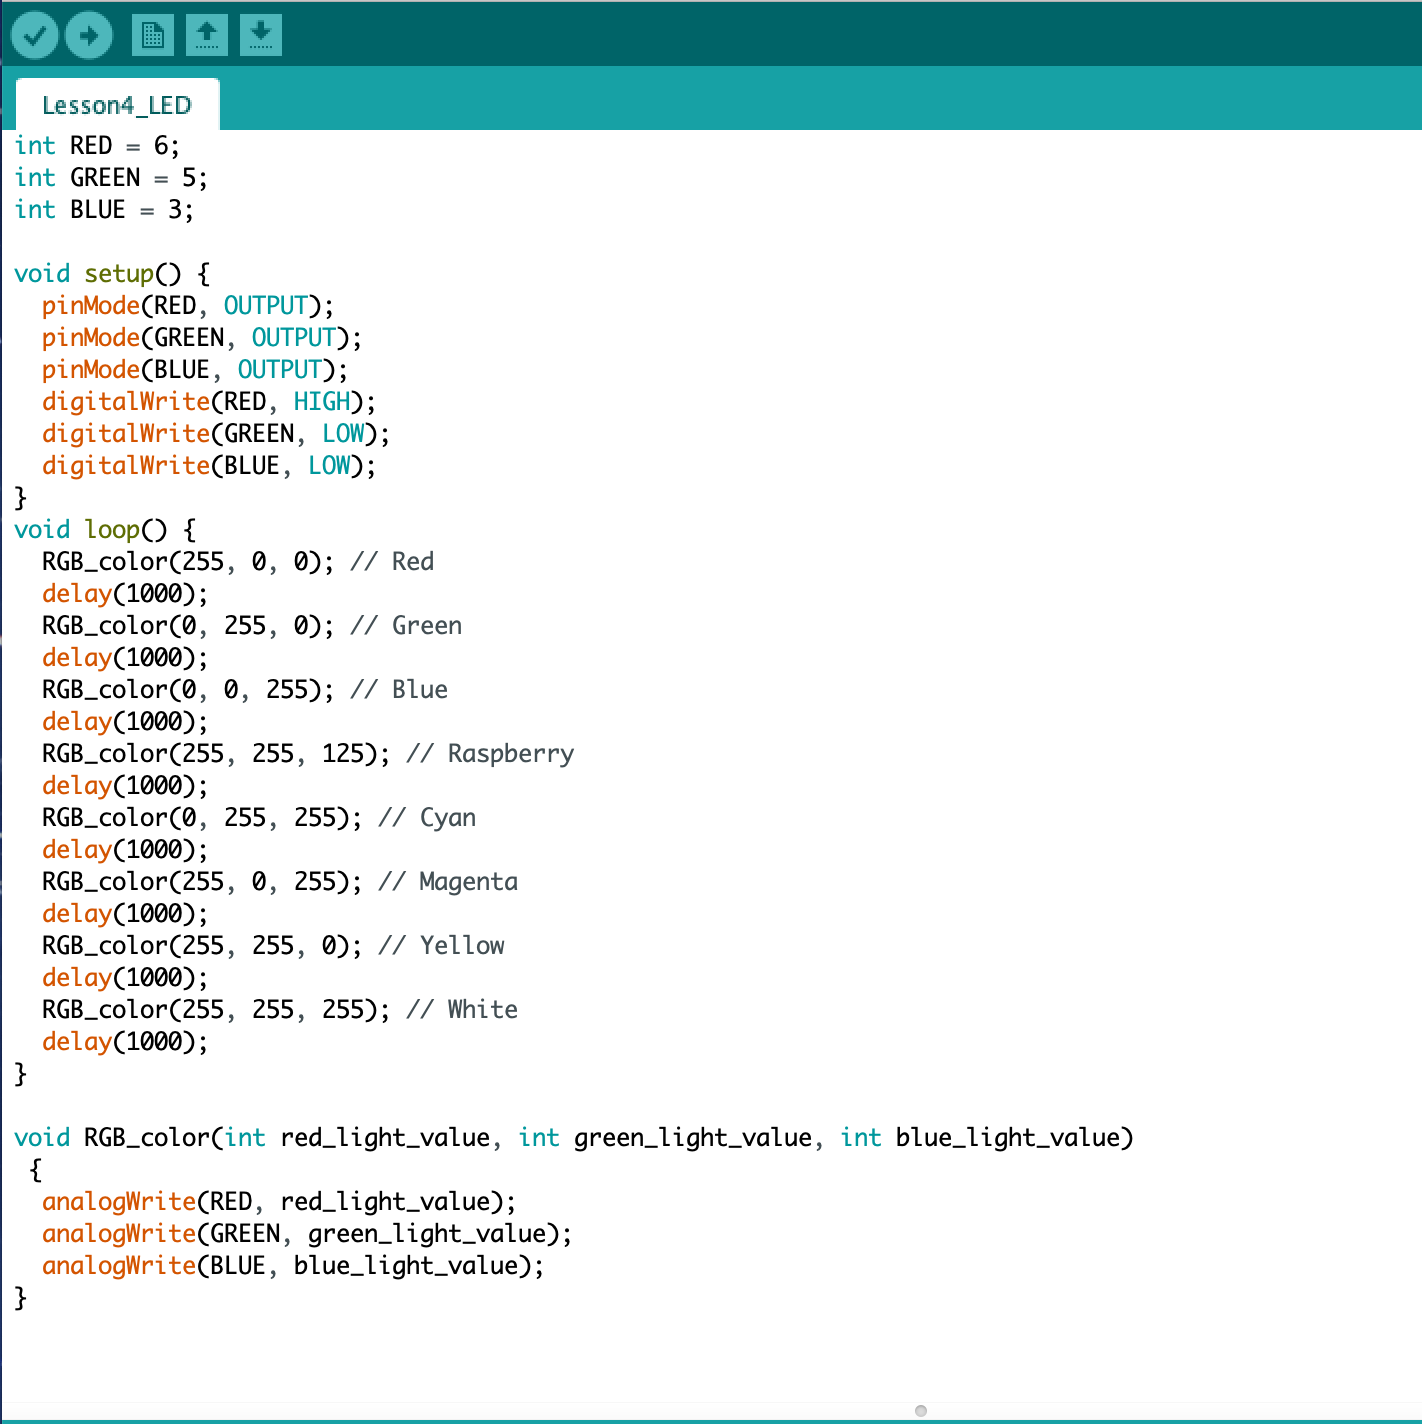 Lesson4_LED
int RED = 6;
int GREEN = 5;
int BLUE = 3;

void setup() {
  pinMode(RED, OUTPUT);
  pinMode(GREEN, OUTPUT);
  pinMode(BLUE, OUTPUT);
  digitalWrite(RED, HIGH);
  digitalWrite(GREEN, LOW);
  digitalWrite(BLUE, LOW);
}
void loop() {
  RGB_color(255, 0, 0); // Red
  delay(1000);
  RGB_color(0, 255, 0); // Green
  delay(1000);
  RGB_color(0, 0, 255); // Blue
  delay(1000);
  RGB_color(255, 255, 125); // Raspberry
  delay(1000);
  RGB_color(0, 255, 255); // Cyan
  delay(1000);
  RGB_color(255, 0, 255); // Magenta
  delay(1000);
  RGB_color(255, 255, 0); // Yellow
  delay(1000);
  RGB_color(255, 255, 255); // White
  delay(1000);
}

void RGB_color(int red_light_value, int green_light_value, int blue_light_value)
 {
  analogWrite(RED, red_light_value);
  analogWrite(GREEN, green_light_value);
  analogWrite(BLUE, blue_light_value);
}